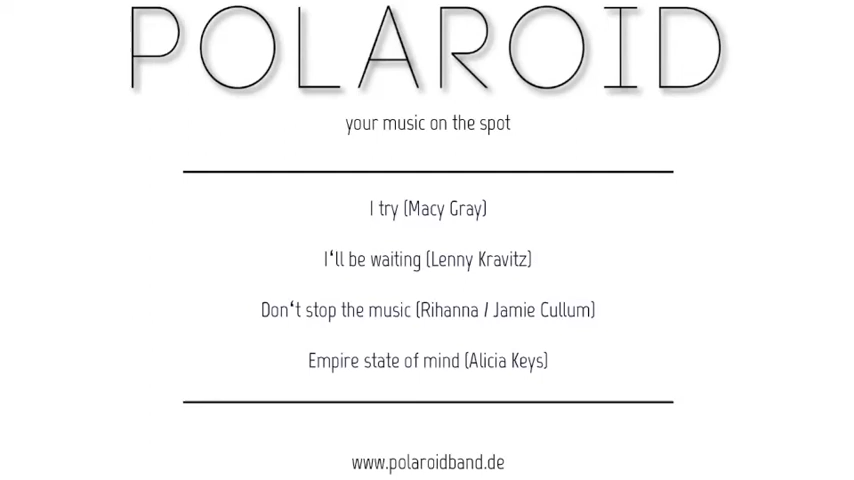 POLAROID
your music on the spot
I try (Macy Gray)
I‘ll be waiting (Lenny Kravitz)
Don‘t stop the music (Rihanna / Jamie Cullum)
Empire state of mind (Alicia Keys)
www.polaroidband.de